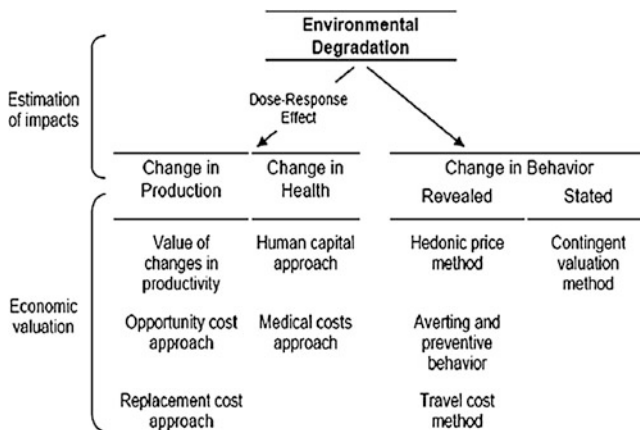 Environmental
Degradation
Estimation
of impacts
Dose-Response
Effect
Change in
Production
Change in
Health
Change in Behavior
Revealed
Stated
Economic
valuation
Value of
changes in
productivity
Human capital
approach
Hedonic price
method
Contingent
valuation
method
Opportunity cost
approach
Medical costs
approach
Averting and
preventive
behavior
Replacement cost
approach
Travel cost
method